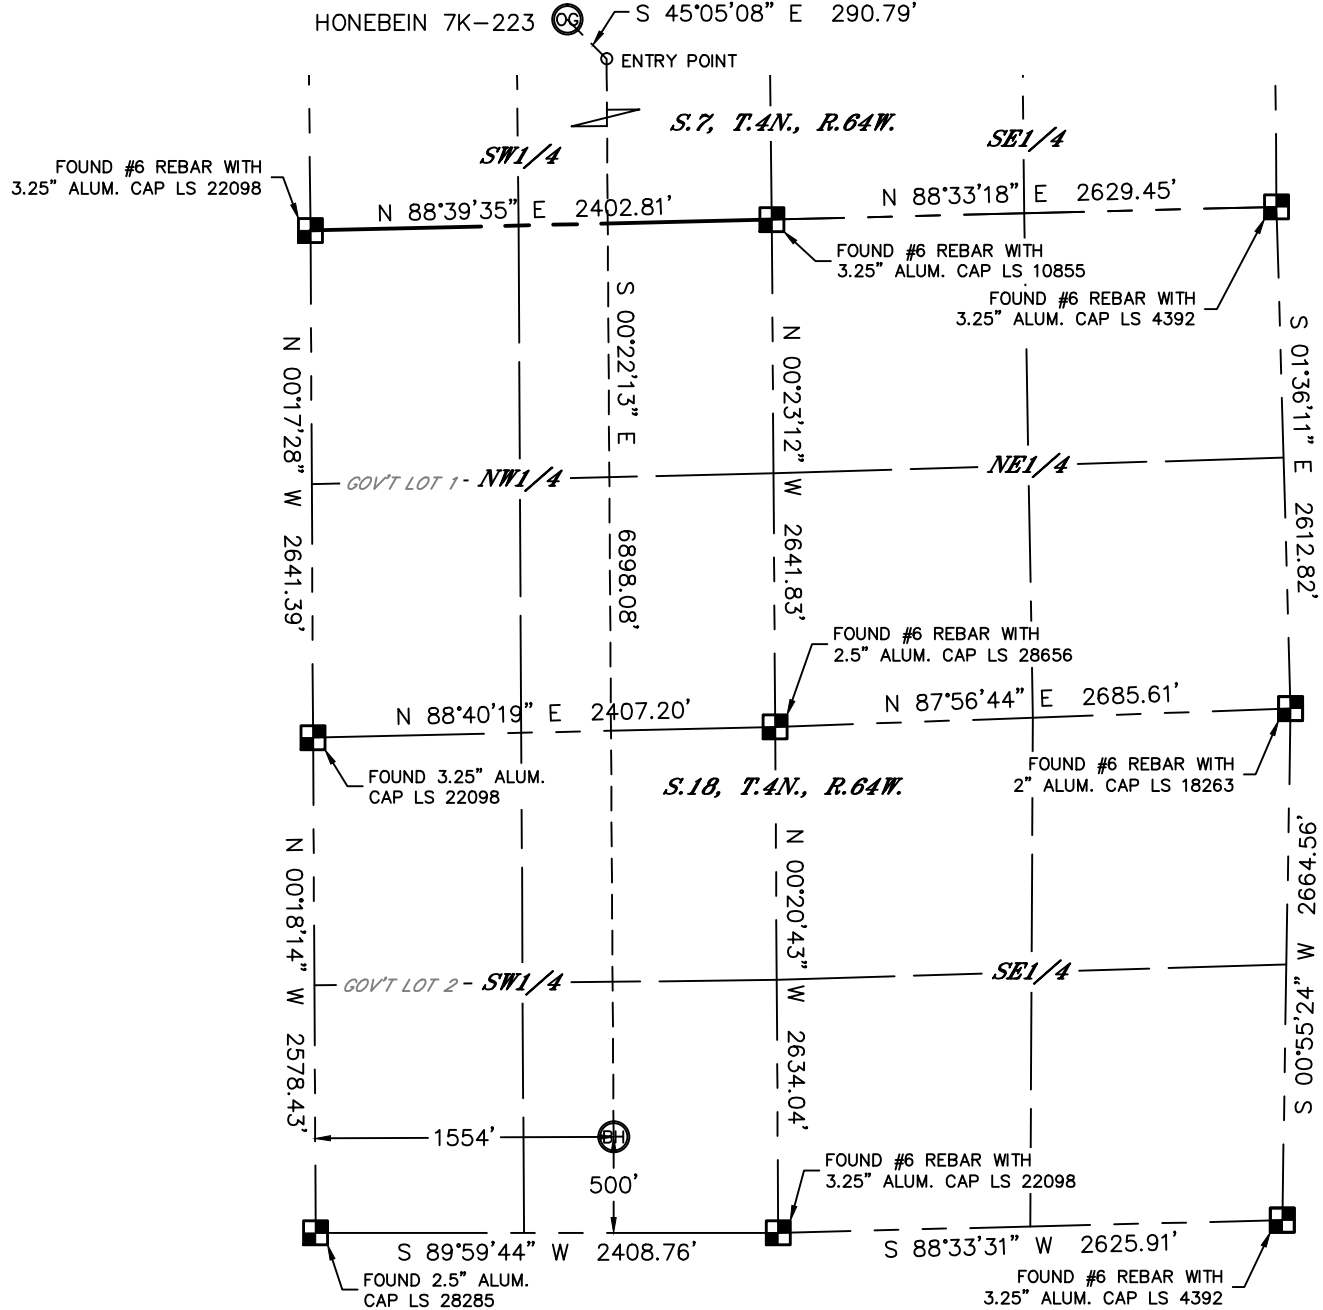 HONEBEIN 7K-223
OG
S 45°05'08" E 290.79'
ENTRY POINT
S.7, T.4N., R.64W.
SW1/4
SE1/4
FOUND #6 REBAR WITH
3.25" ALUM. CAP LS 22098
N 88°39'35" E 2402.81'
N 88°33'18" E 2629.45'
FOUND #6 REBAR WITH
3.25" ALUM. CAP LS 10855
FOUND #6 REBAR WITH
3.25" ALUM. CAP LS 4392
N 00°17'28" W 2641.39'
S 00°22'13" E 6898.08'
N 00°23'12" W 2641.83'
S 01°36'11" E 2612.82'
GOV'T LOT 1
NW1/4
NE1/4
FOUND #6 REBAR WITH
2.5" ALUM. CAP LS 28656
N 88°40'19" E 2407.20'
N 87°56'44" E 2685.61'
FOUND 3.25" ALUM.
CAP LS 22098
S.18, T.4N., R.64W.
FOUND #6 REBAR WITH
2" ALUM. CAP LS 18263
N 00°18'14" W 2578.43'
N 00°20'43" W 2634.04'
S 00°55'24" W 2664.56'
GOV'T LOT 2
SW1/4
SE1/4
1554'
BH
500'
FOUND #6 REBAR WITH
3.25" ALUM. CAP LS 22098
S 89°59'44" W 2408.76'
S 88°33'31" W 2625.91'
FOUND 2.5" ALUM.
CAP LS 28285
FOUND #6 REBAR WITH
3.25" ALUM. CAP LS 4392